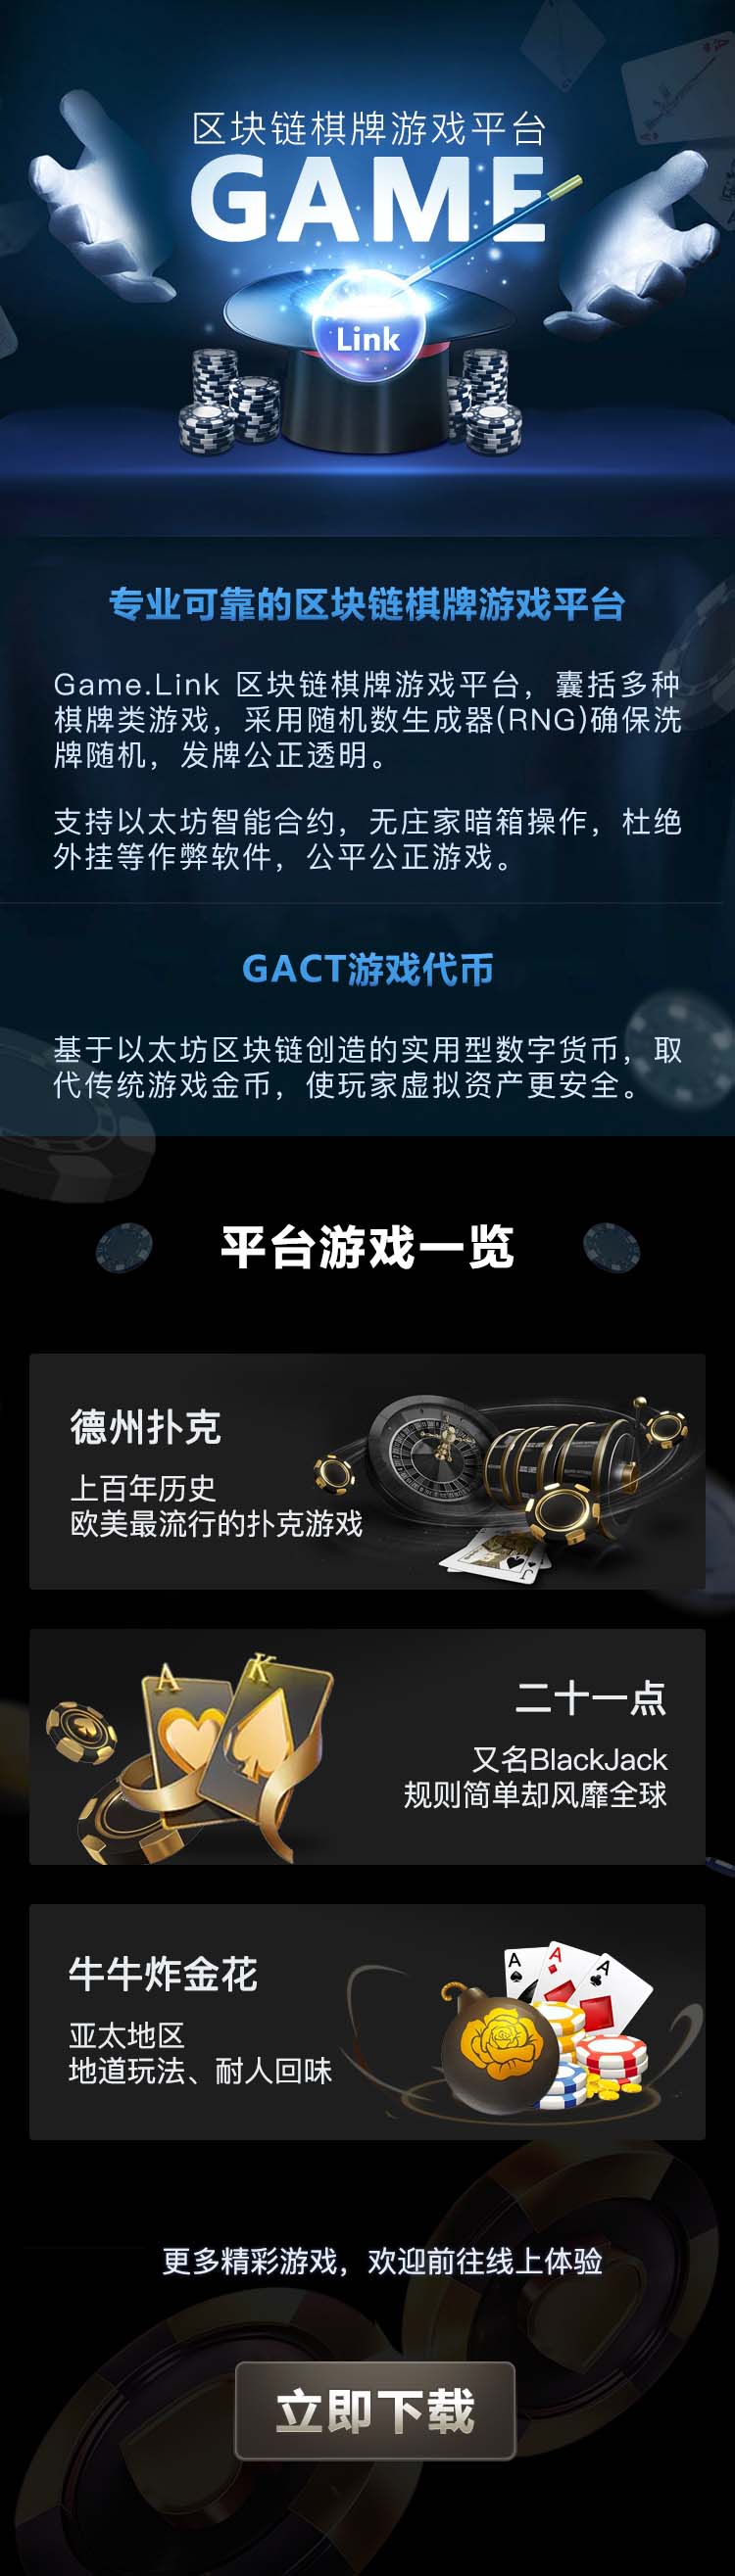 区块链棋牌游戏平台
GAME
Link
专业可靠的区块链棋牌游戏平台
Game.Link 区块链棋牌游戏平台，囊括多种
棋牌类游戏，采用随机数生成器(RNG)确保洗
牌随机，发牌公正透明。
支持以太坊智能合约，无庄家暗箱操作，杜绝
外挂等作弊软件，公平公正游戏。
GACT游戏代币
基于以太坊区块链创造的实用型数字货币，取
代传统游戏金币，使玩家虚拟资产更安全。
平台游戏一览
德州扑克
上百年历史
欧美最流行的扑克游戏
J
A
K
二十一点
又名BlackJack
规则简单却风靡全球
牛牛炸金花
亚太地区
地道玩法、耐人回味
A
A
A
更多精彩游戏，欢迎前往线上体验
立即下载